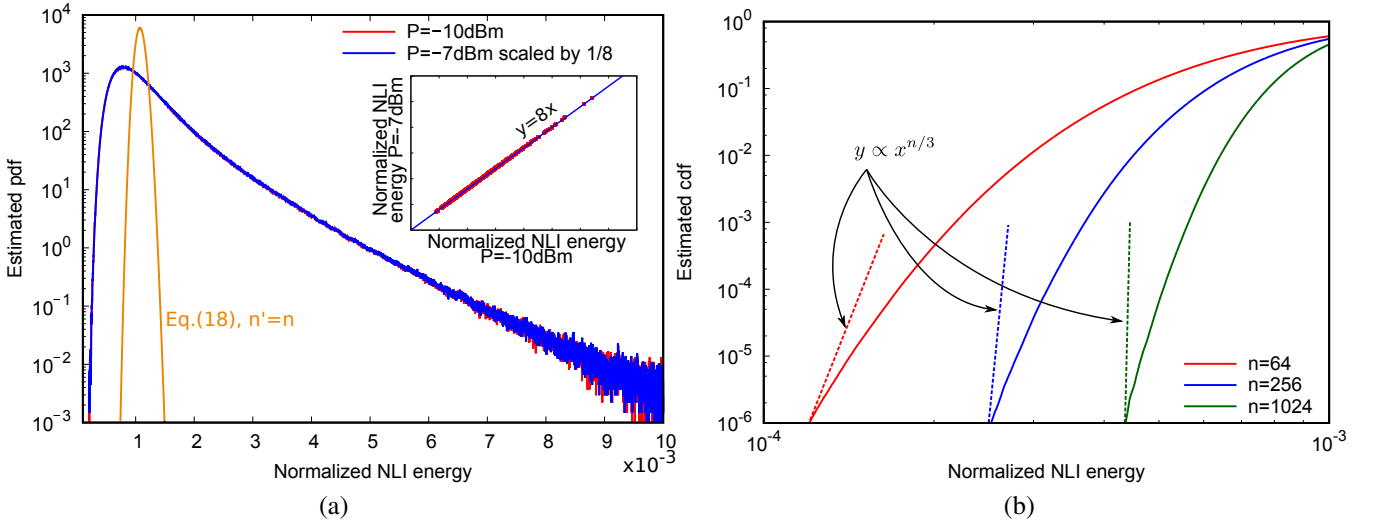 P=−10dBm
P=−7dBm scaled by 1/8
Estimated pdf
10^4
10^3
10^2
10^1
10^0
10^-1
10^-2
10^-3
Normalized NLI
energy P=-7dBm
y=8x
Normalized NLI energy
P=-10dBm
Eq.(18), n'=n
1 2 3 4 5 6 7 8 9 10
x10^-3
Normalized NLI energy
(a)
Estimated cdf
10^0
10^-1
10^-2
10^-3
10^-4
10^-5
10^-6
y ∝ x^{n/3}
n=64
n=256
n=1024
10^-4 10^-3
Normalized NLI energy
(b)